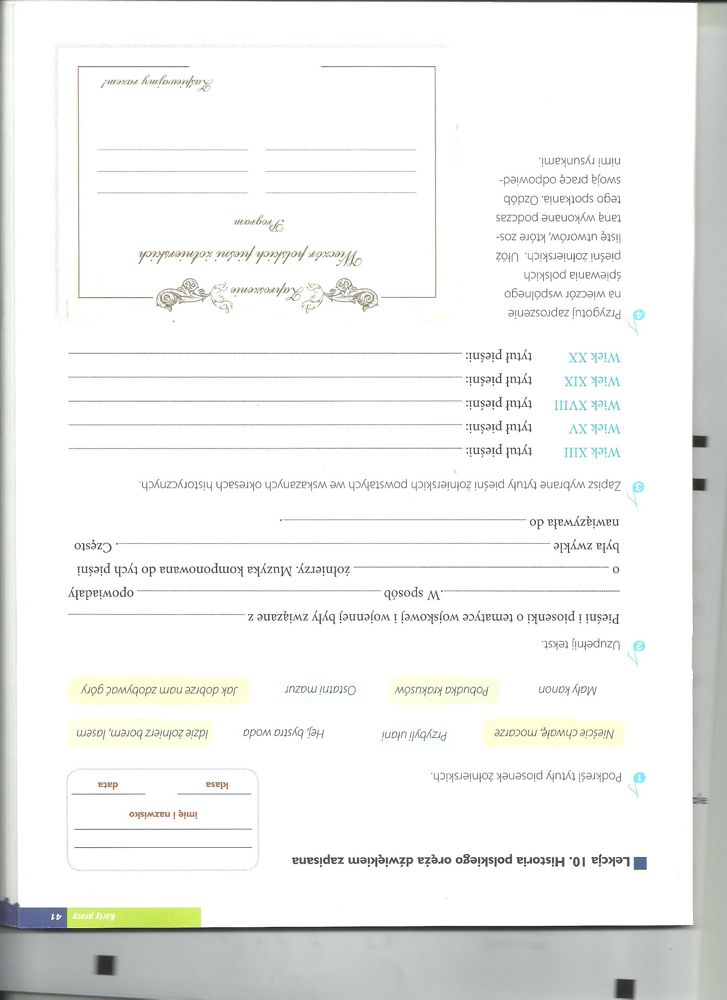 Karty pracy 41
Lekcja 10. Historia polskiego oręża dźwiękiem zapisana
imię i nazwisko
klasa data
1 Podkreśl tytuły piosenek żołnierskich.
Nieście chwałę, mocarze Przybyli ułani Hej, bystra woda Idzie żołnierz borem, lasem
Mały kanon Pobudka krakusów Ostatni mazur Jak dobrze nam zdobywać góry
2 Uzupełnij tekst.
Pieśni i piosenki o tematyce wojskowej i wojennej były związane z
.W sposób opowiadały
o żołnierzy. Muzyka komponowana do tych pieśni
była zwykle . Często
nawiązywała do .
3 Zapisz wybrane tytuły pieśni żołnierskich powstałych we wskazanych okresach historycznych.
Wiek XIII tytuł pieśni:
Wiek XV tytuł pieśni:
Wiek XVIII tytuł pieśni:
Wiek XIX tytuł pieśni:
Wiek XX tytuł pieśni:
4 Przygotuj zaproszenie
na wieczór wspólnego
śpiewania polskich
pieśni żołnierskich. Ułóż
listę utworów, które zos-
taną wykonane podczas
tego spotkania. Ozdób
swoją pracę odpowied-
nimi rysunkami.
Zaproszenie
Wieczór polskich pieśni żołnierskich
Program
Zaśpiewajmy razem!